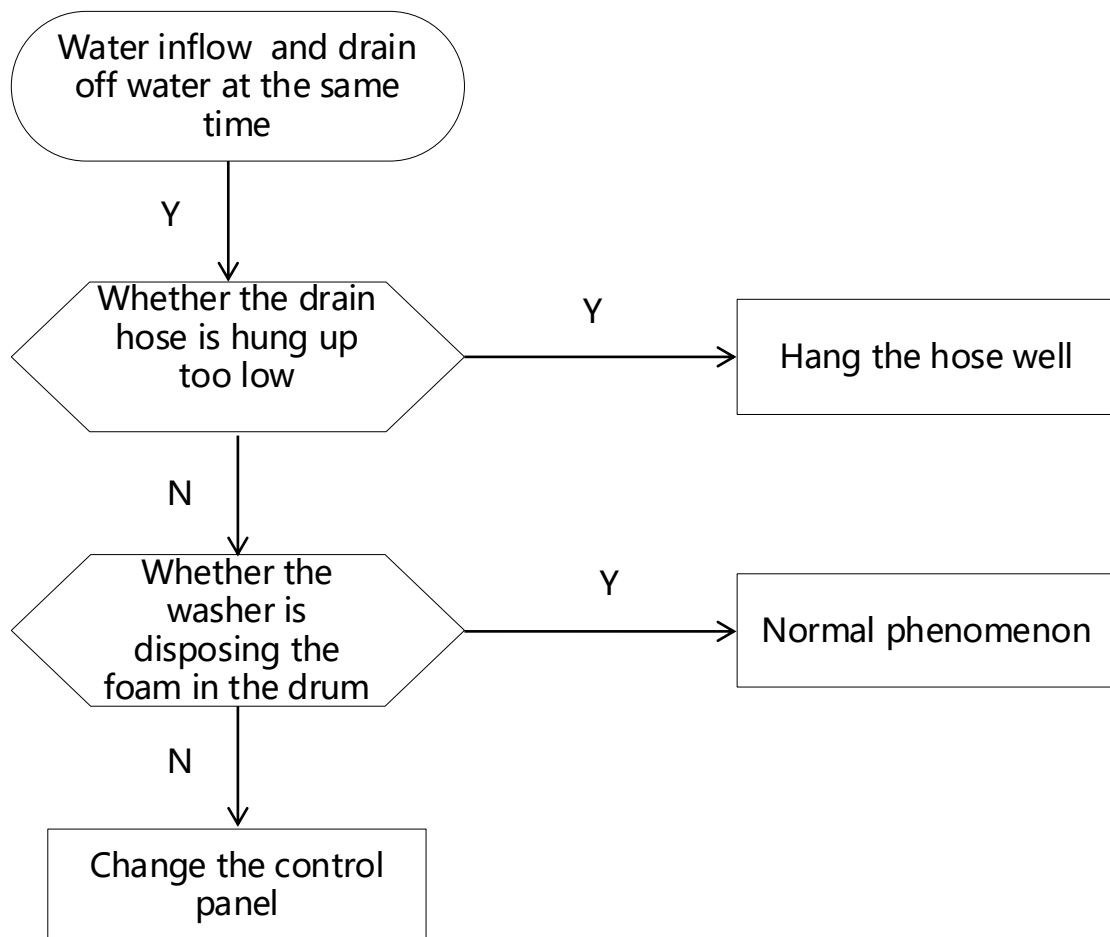 Water inflow  and drain
off water at the same
time
Y
Whether the drain
hose is hung up
too low
Y
Hang the hose well
N
Whether the
washer is
disposing the
foam in the drum
Y
Normal phenomenon
N
Change the control
panel